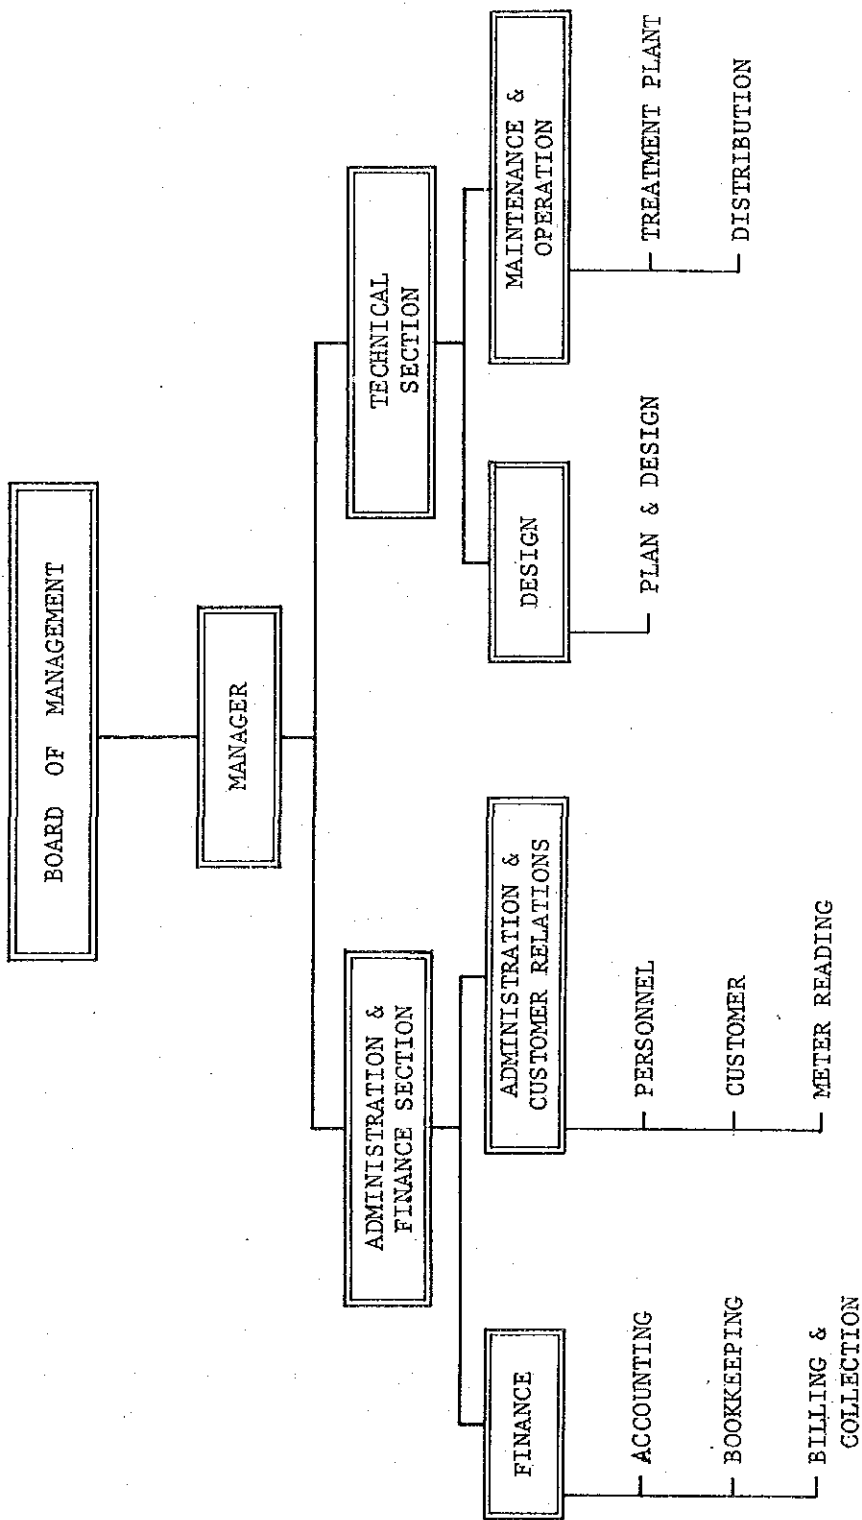 BOARD OF MANAGEMENT
MANAGER
ADMINISTRATION &
FINANCE SECTION
TECHNICAL
SECTION
FINANCE
ADMINISTRATION &
CUSTOMER RELATIONS
DESIGN
MAINTENANCE &
OPERATION
ACCOUNTING
BOOKKEEPING
BILLING &
COLLECTION
PERSONNEL
CUSTOMER
METER READING
PLAN & DESIGN
TREATMENT PLANT
DISTRIBUTION